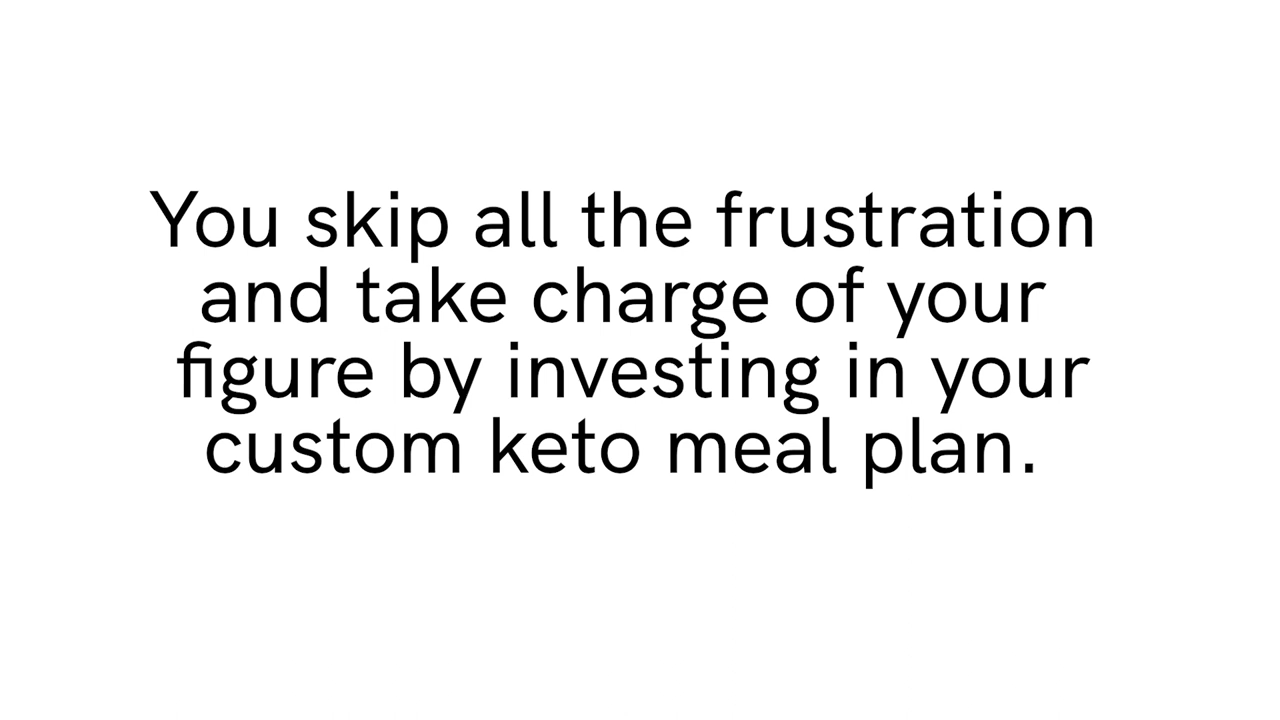 You skip all the frustration
and take charge of your
figure by investing in your
custom keto meal plan.